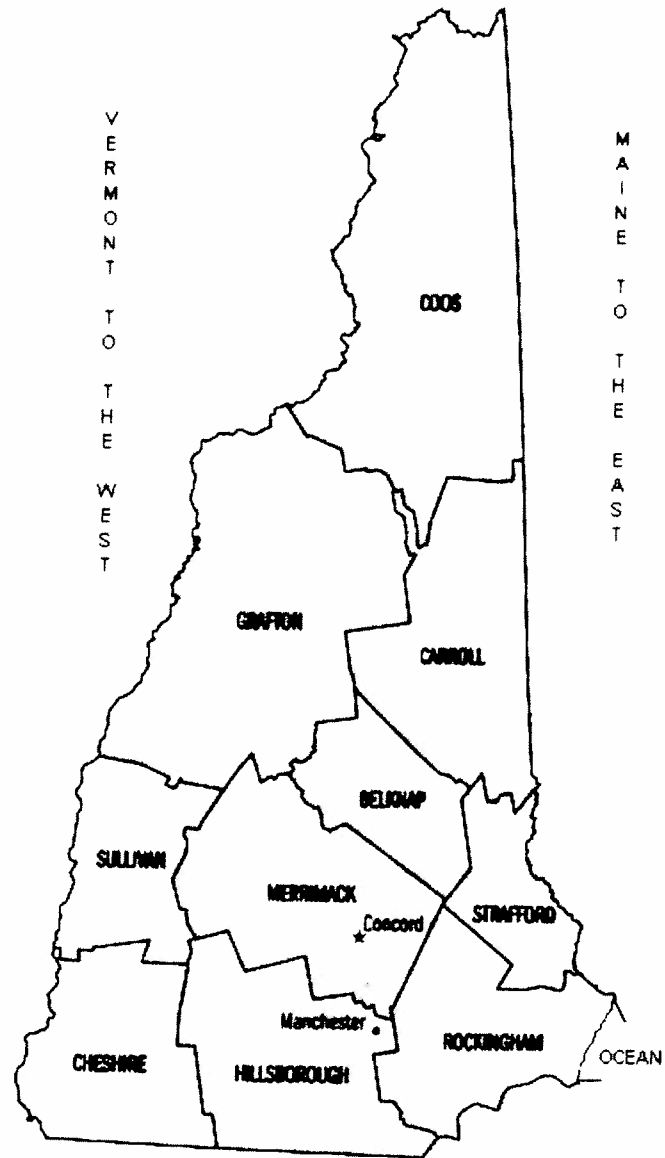 VERMONT TO THE WEST
MAINE TO THE EAST
COOS
GRAFTON
CARROLL
BELKNAP
SULLIVAN
MERRIMACK
STRAFFORD
Concord
Manchester
ROCKINGHAM
OCEAN
CHESHIRE
HILLSBOROUGH